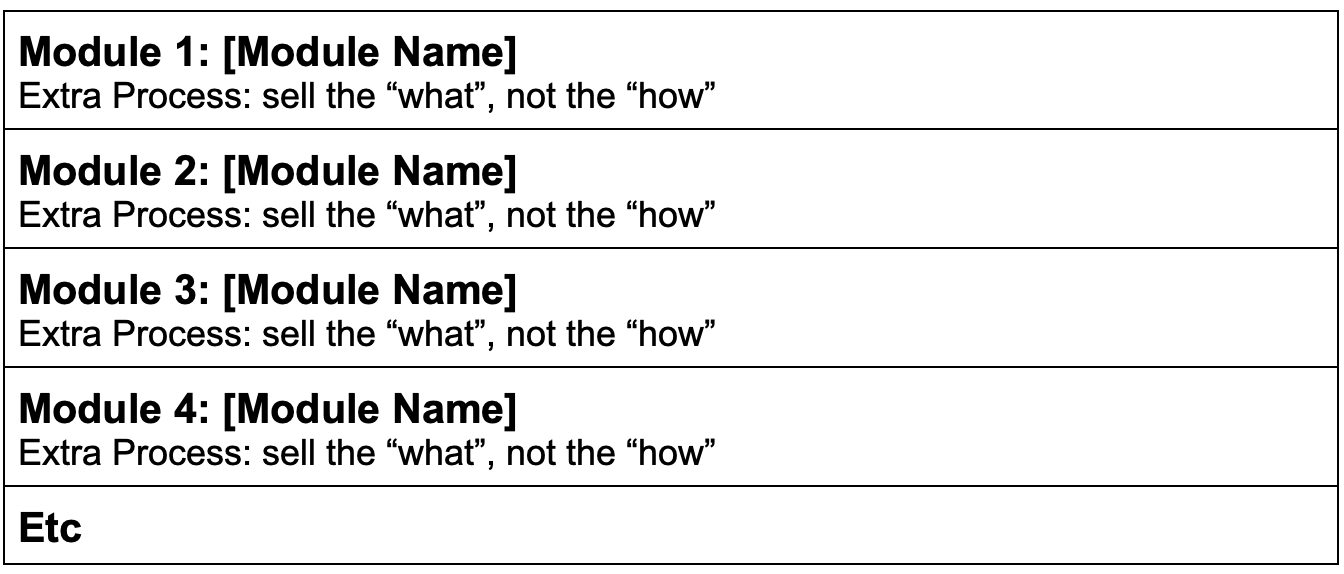 Module 1: [Module Name]
Extra Process: sell the “what”, not the “how”
Module 2: [Module Name]
Extra Process: sell the “what”, not the “how”
Module 3: [Module Name]
Extra Process: sell the “what”, not the “how”
Module 4: [Module Name]
Extra Process: sell the “what”, not the “how”
Etc